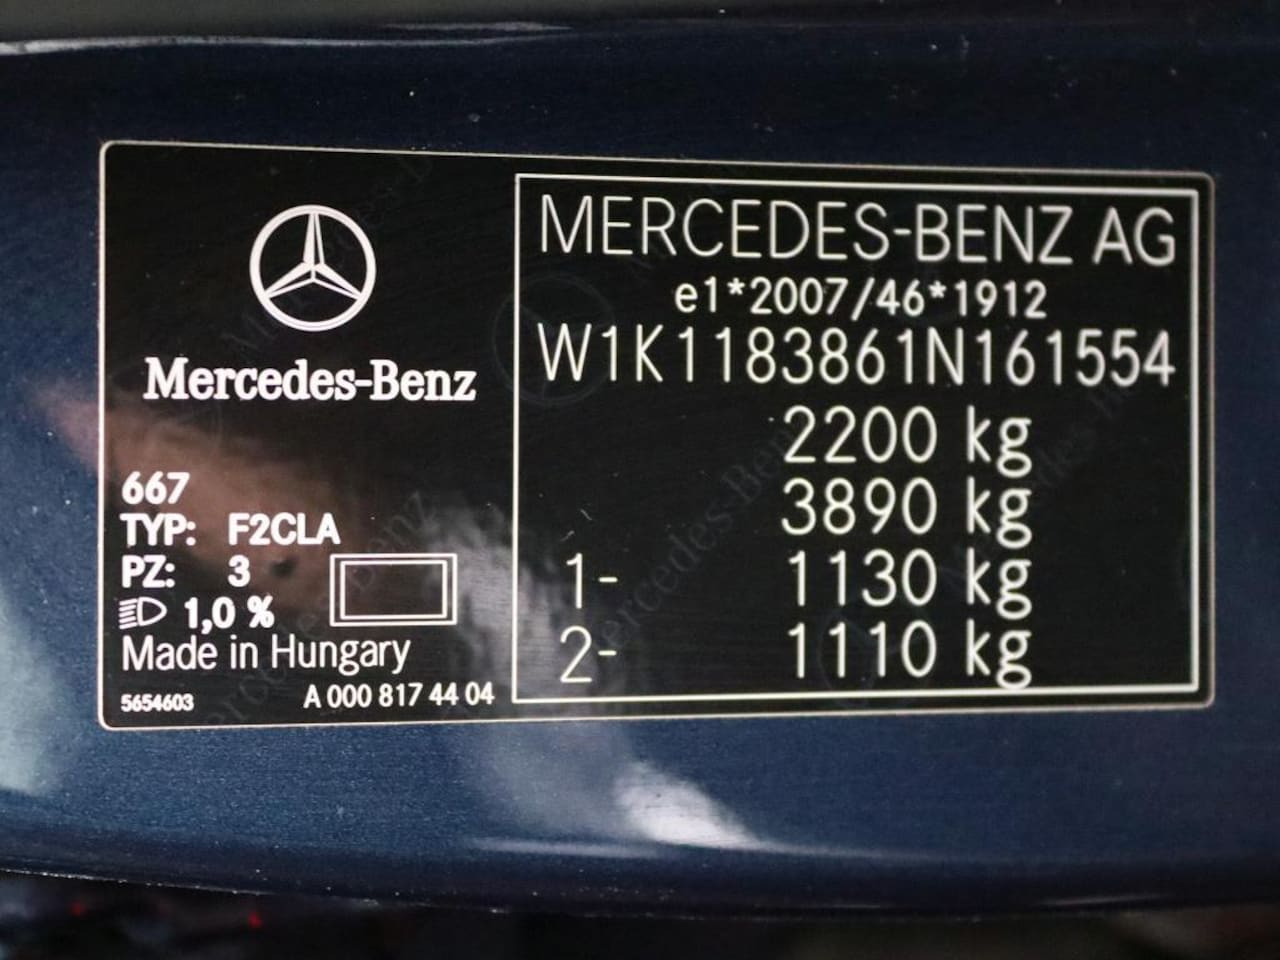 Mercedes-Benz
667
TYP: F2CLA
PZ: 3
1,0 %
Made in Hungary
5654603 A 000 817 44 04
MERCEDES-BENZ AG
e1*2007/46*1912
W1K1183861N161554
2200 kg
3890 kg
1- 1130 kg
2- 1110 kg